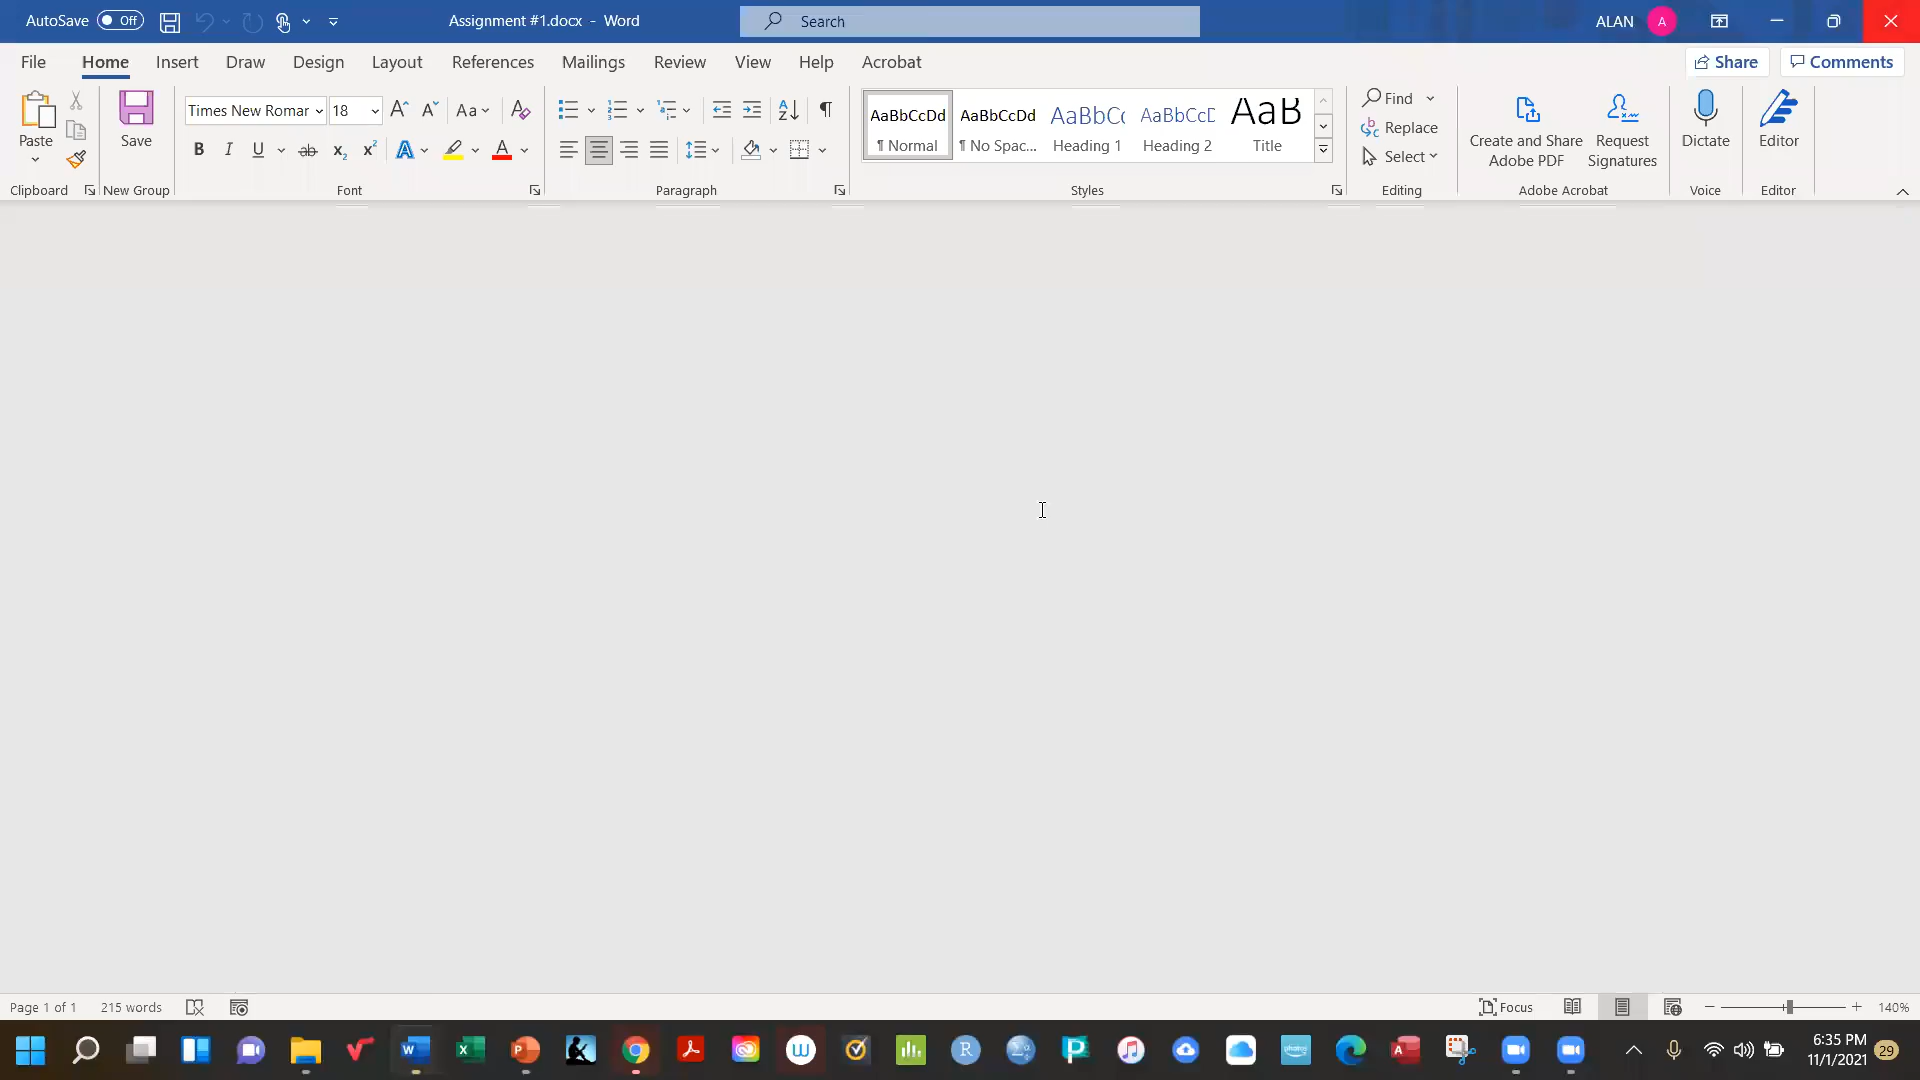 AutoSave Off Assignment #1.docx - Word Search ALAN A
File Home Insert Draw Design Layout References Mailings Review View Help Acrobat Share Comments
Paste Save Times New Romar 18 Aa AaBbCcDd AaBbCcDd AaBbCc AaBbCcD AaB
¶ Normal ¶ No Spac... Heading 1 Heading 2 Title
Find
Replace
Select
Create and Share Adobe PDF
Request Signatures
Dictate
Editor
Clipboard New Group Font Paragraph Styles Editing Adobe Acrobat Voice Editor
Page 1 of 1 215 words Focus 140%
6:35 PM
11/1/2021 29